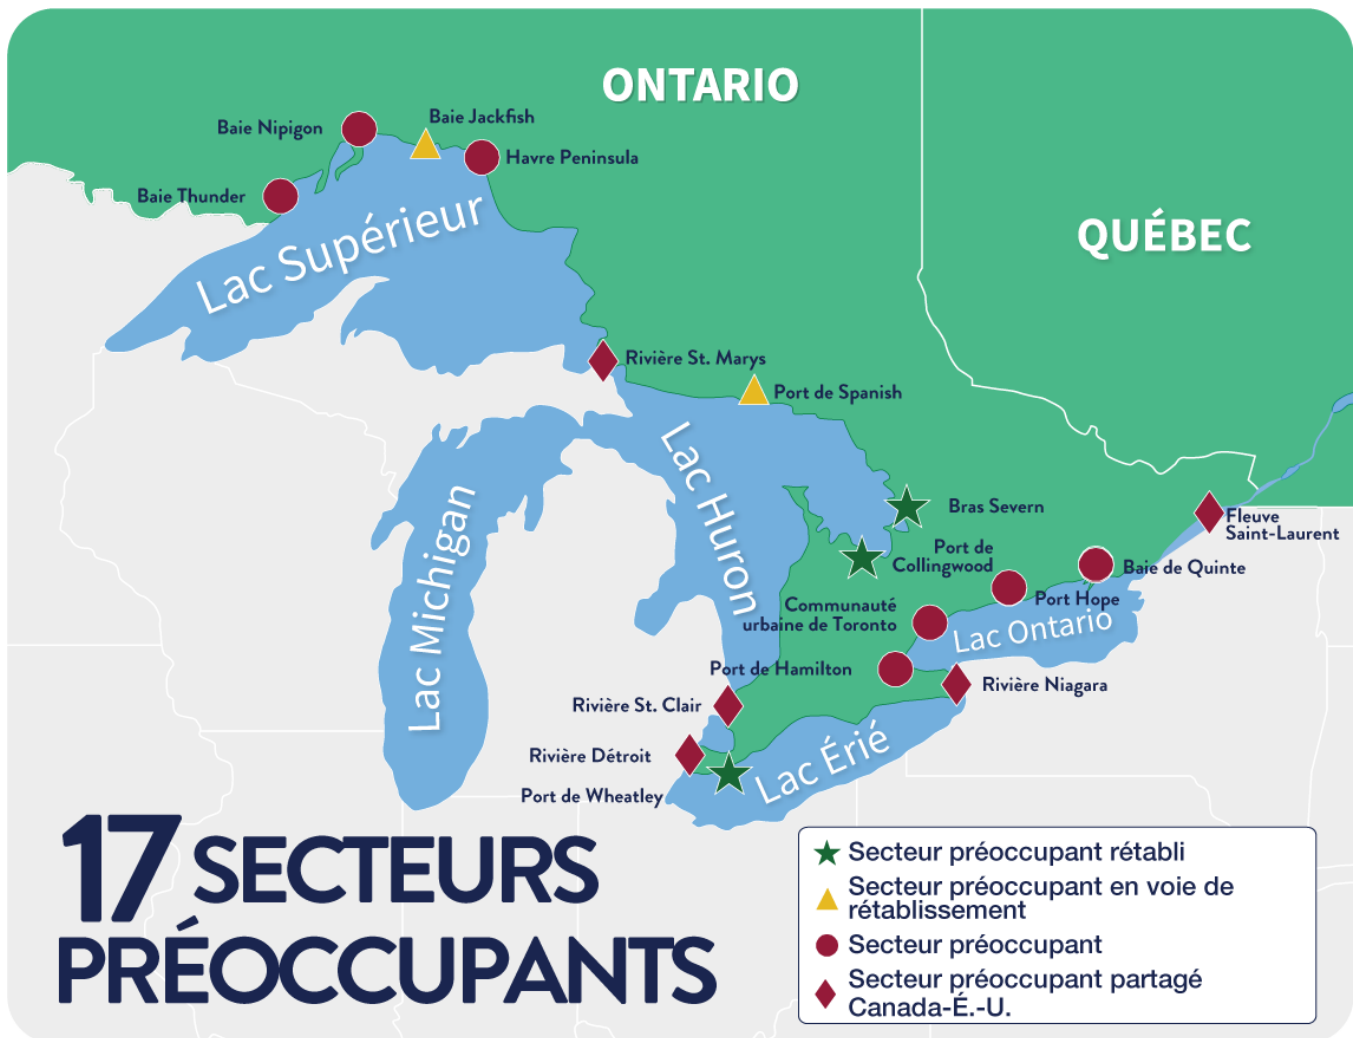 ONTARIO
QUÉBEC
Baie Nipigon
Baie Jackfish
Havre Peninsula
Baie Thunder
Lac Supérieur
Rivière St. Marys
Port de Spanish
Lac Huron
Lac Michigan
Bras Severn
Port de
Collingwood
Fleuve
Saint-Laurent
Baie de Quinte
Port Hope
Communauté
urbaine de Toronto
Lac Ontario
Port de Hamilton
Rivière Niagara
Rivière St. Clair
Rivière Détroit
Lac Érié
Port de Wheatley
17 SECTEURS
PRÉOCCUPANTS
Secteur préoccupant rétabli
Secteur préoccupant en voie de
rétablissement
Secteur préoccupant
Secteur préoccupant partagé
Canada-É.-U.